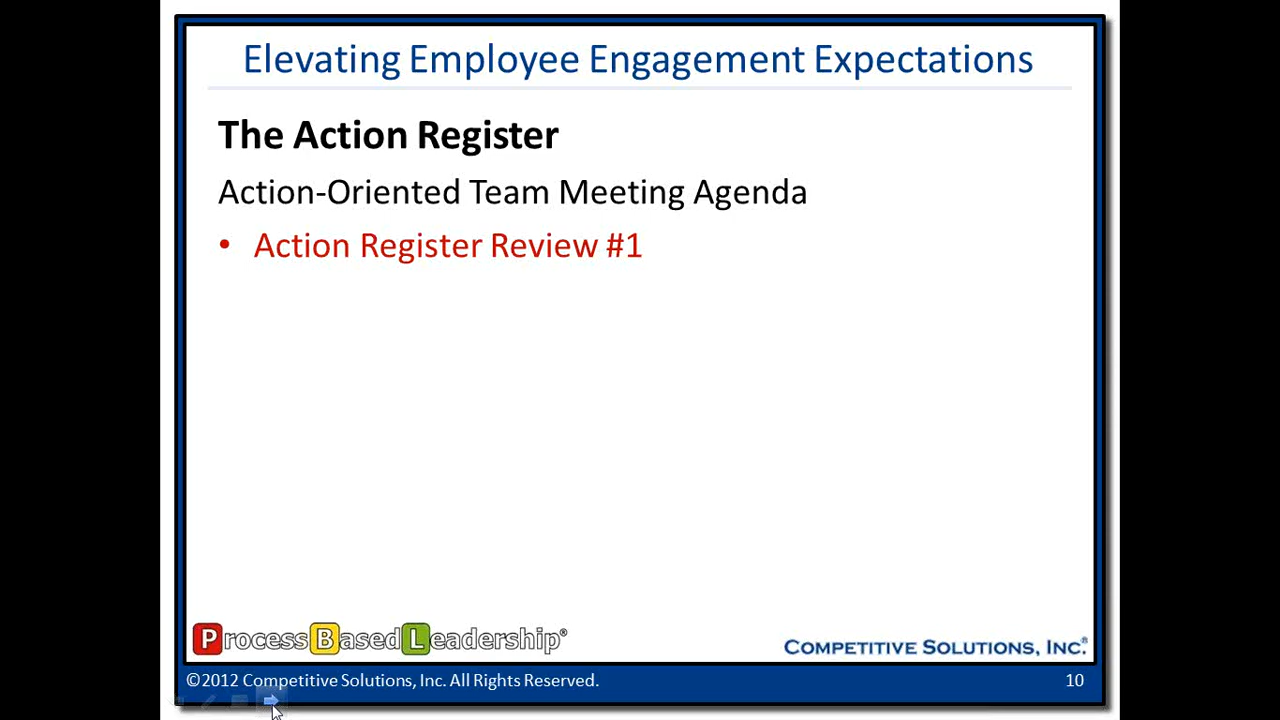 Elevating Employee Engagement Expectations
The Action Register
Action-Oriented Team Meeting Agenda
• Action Register Review #1
Process Based Leadership®
COMPETITIVE SOLUTIONS, INC.®
©2012 Competitive Solutions, Inc. All Rights Reserved.
10